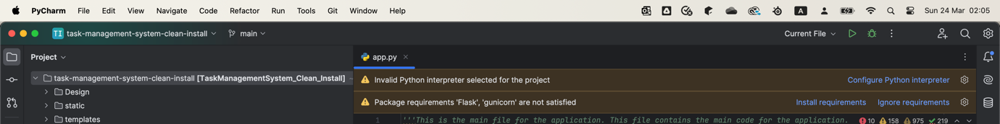 PyCharm File Edit View Navigate Code Refactor Run Tools Git Window Help A Sun 24 Mar 02:05
TI task-management-system-clean-install main Current File
Project app.py
task-management-system-clean-install [TaskManagementSystem_Clean_Install] Invalid Python interpreter selected for the project Configure Python interpreter
Design
Package requirements 'Flask', 'gunicorn' are not satisfied Install requirements Ignore requirements
static
templates 1 '''This is the main file for the application. This file contains the main code for the application. 10 158 975 219